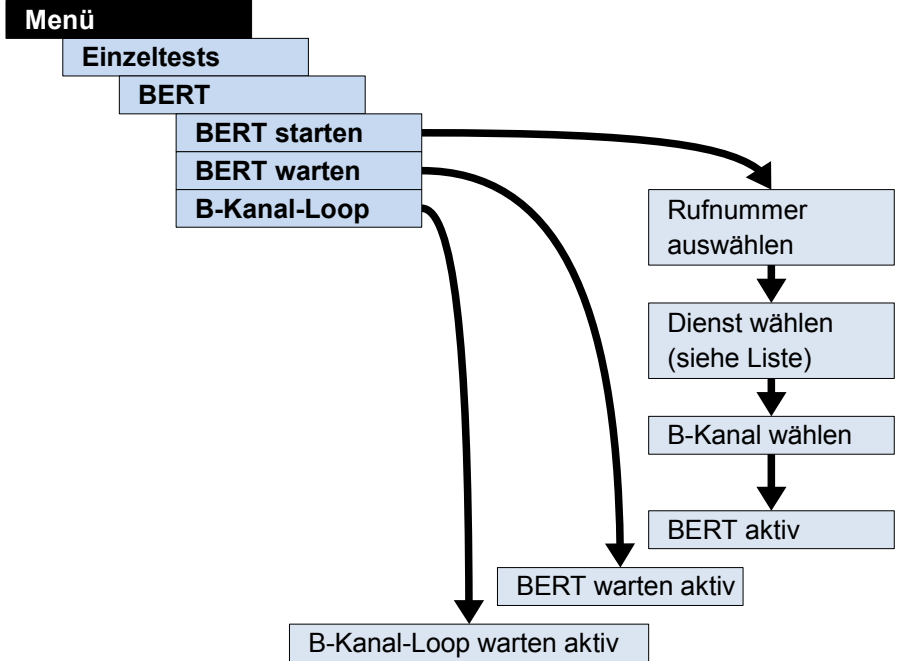 Menü
Einzeltests
BERT
BERT starten
BERT warten
B-Kanal-Loop
Rufnummer
auswählen
Dienst wählen
(siehe Liste)
B-Kanal wählen
BERT aktiv
BERT warten aktiv
B-Kanal-Loop warten aktiv